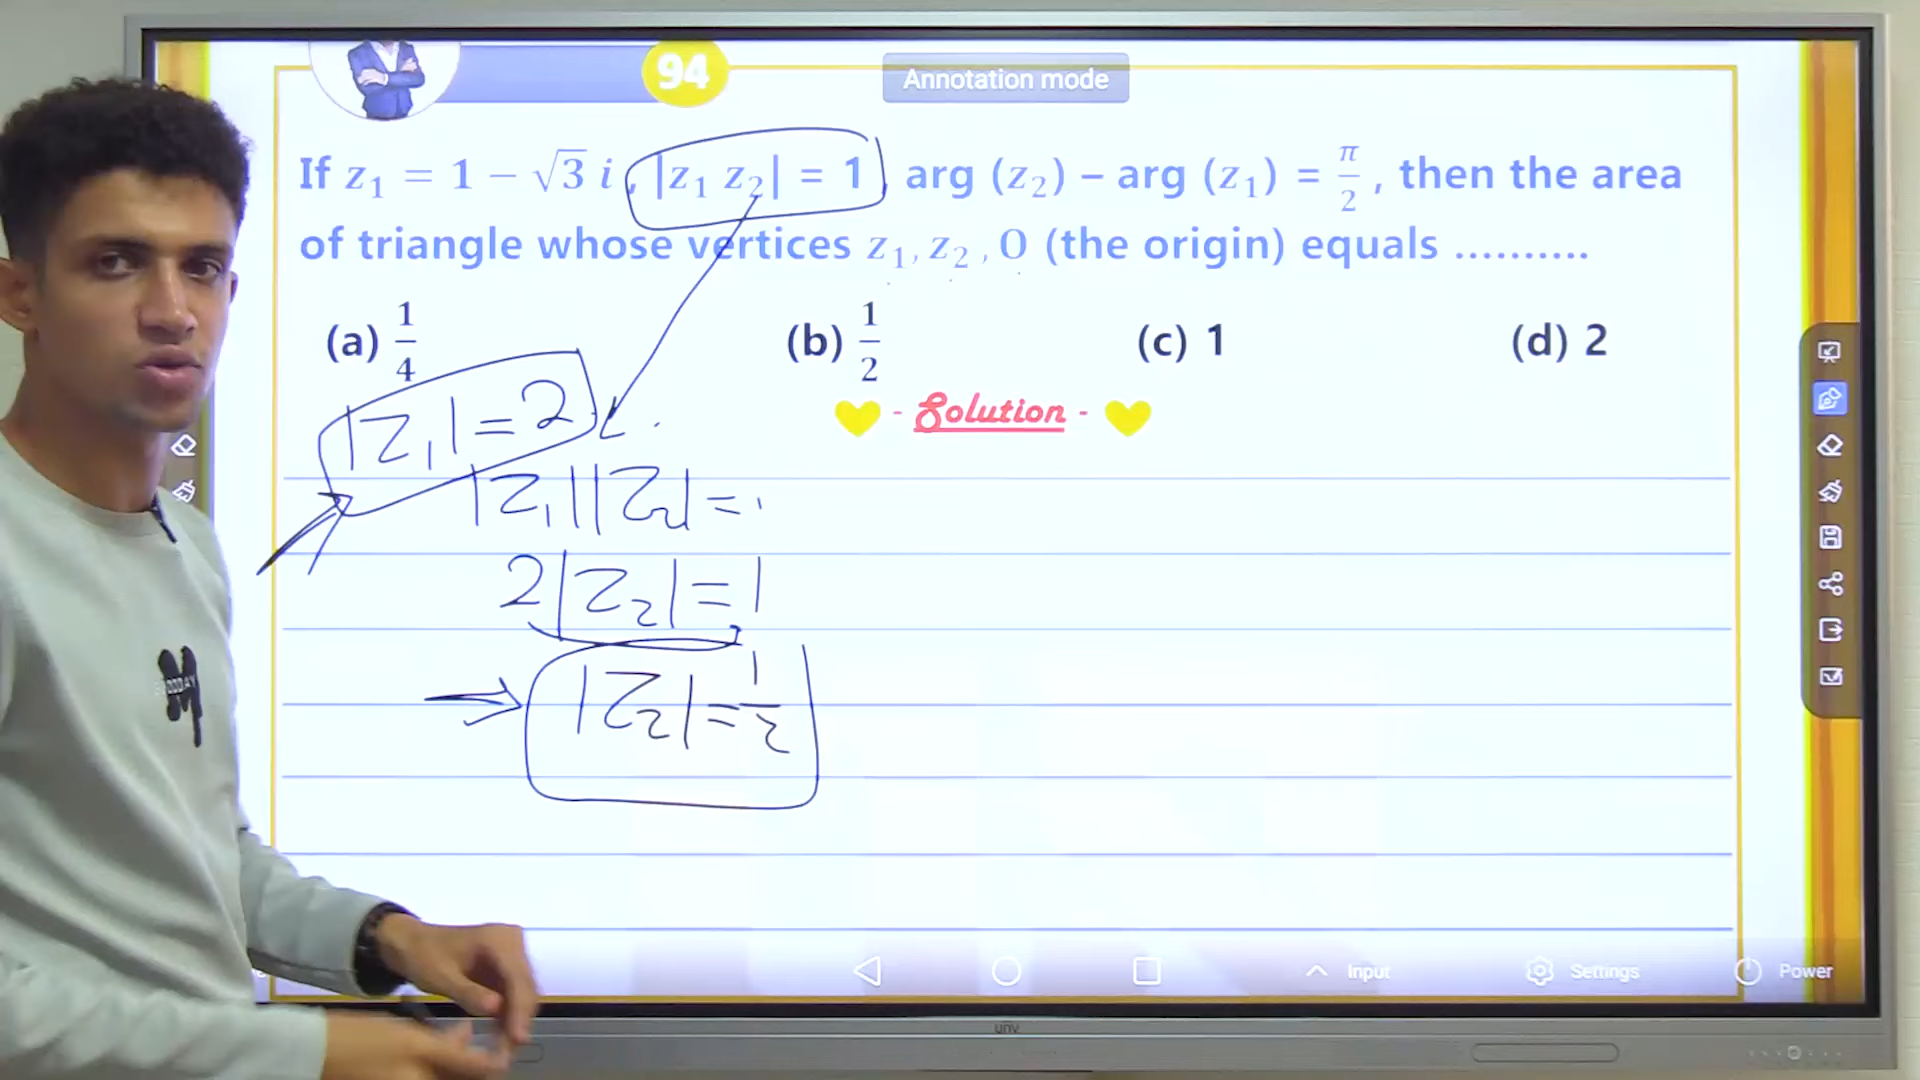 94
Annotation mode
If z₁ = 1 − √3 i, |z₁ z₂| = 1, arg (z₂) – arg (z₁) = π/2, then the area
of triangle whose vertices z₁, z₂, O (the origin) equals ..........
(a) 1/4 (b) 1/2 (c) 1 (d) 2
- Solution -
|Z₁| = 2
|Z₁||Z₂| = 1
2|Z₂| = 1
|Z₂| = 1/2
Input Settings Power
unv